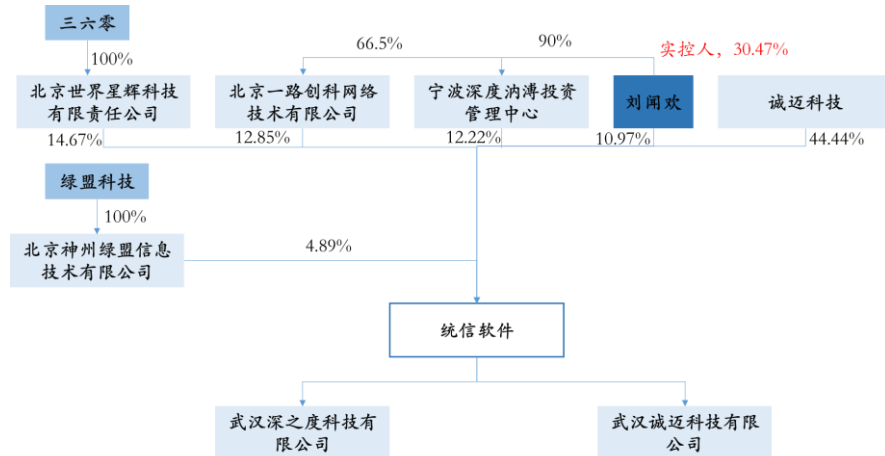 三六零
100%
66.5%
90%
实控人，30.47%
北京世界星辉科技
有限责任公司
北京一路创科网络
技术有限公司
宁波深度汭溥投资
管理中心
刘闻欢
诚迈科技
14.67%
12.85%
12.22%
10.97%
44.44%
绿盟科技
100%
北京神州绿盟信息
技术有限公司
4.89%
统信软件
武汉深之度科技有
限公司
武汉诚迈科技有限
公司